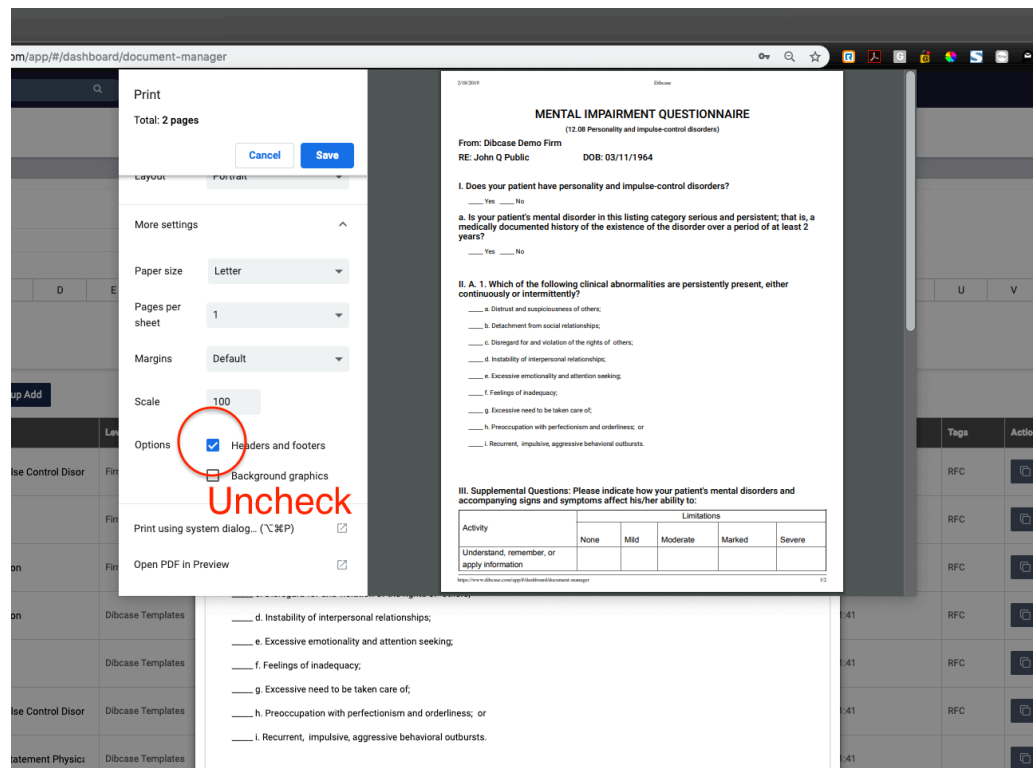 om/app/#/dashboard/document-manager
Print
Total: 2 pages
Cancel
Save
Layout
Portrait
More settings
Paper size
Letter
Pages per
sheet
1
Margins
Default
Scale
100
Options
Headers and footers
Background graphics
Uncheck
Print using system dialog... (⌥⌘P)
Open PDF in Preview
2/18/2019
Dibcase
MENTAL IMPAIRMENT QUESTIONNAIRE
(12.08 Personality and impulse-control disorders)
From: Dibcase Demo Firm
RE: John Q Public DOB: 03/11/1964
I. Does your patient have personality and impulse-control disorders?
____ Yes ____ No
a. Is your patient's mental disorder in this listing category serious and persistent; that is, a
medically documented history of the existence of the disorder over a period of at least 2
years?
____ Yes ____ No
II. A. 1. Which of the following clinical abnormalities are persistently present, either
continuously or intermittently?
____ a. Distrust and suspiciousness of others;
____ b. Detachment from social relationships;
____ c. Disregard for and violation of the rights of others;
____ d. Instability of interpersonal relationships;
____ e. Excessive emotionality and attention seeking;
____ f. Feelings of inadequacy;
____ g. Excessive need to be taken care of;
____ h. Preoccupation with perfectionism and orderliness; or
____ i. Recurrent, impulsive, aggressive behavioral outbursts.
III. Supplemental Questions: Please indicate how your patient's mental disorders and
accompanying signs and symptoms affect his/her ability to:
Activity
Limitations
None Mild Moderate Marked Severe
Understand, remember, or
apply information
https://www.dibcase.com/app/#/dashboard/document-manager
1/2
D E U V
up Add
Lev
Tags
Actio
lse Control Disor Fir RFC
Fir RFC
on Fir RFC
on Dibcase Templates 1:41 RFC
Dibcase Templates 1:41 RFC
lse Control Disor Dibcase Templates 1:41 RFC
tatement Physica Dibcase Templates 1:41
____ d. Instability of interpersonal relationships;
____ e. Excessive emotionality and attention seeking;
____ f. Feelings of inadequacy;
____ g. Excessive need to be taken care of;
____ h. Preoccupation with perfectionism and orderliness; or
____ i. Recurrent, impulsive, aggressive behavioral outbursts.